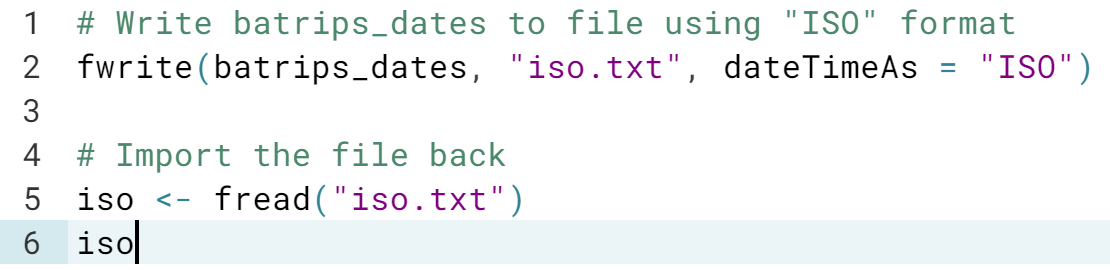 1 # Write batrips_dates to file using "ISO" format
2 fwrite(batrips_dates, "iso.txt", dateTimeAs = "ISO")
3
4 # Import the file back
5 iso <- fread("iso.txt")
6 iso